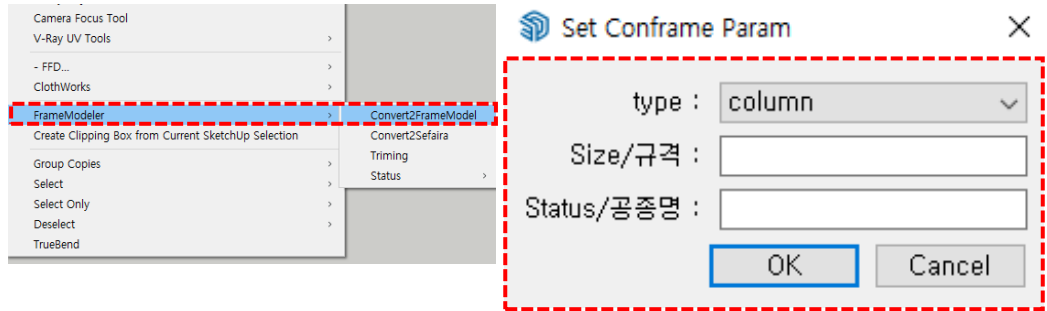 Camera Focus Tool
V-Ray UV Tools
- FFD...
ClothWorks
FrameModeler
Create Clipping Box from Current SketchUp Selection
Group Copies
Select
Select Only
Deselect
TrueBend
Convert2FrameModel
Convert2Sefaira
Triming
Status
Set Conframe Param
type : column
Size/규격 :
Status/공종명 :
OK Cancel